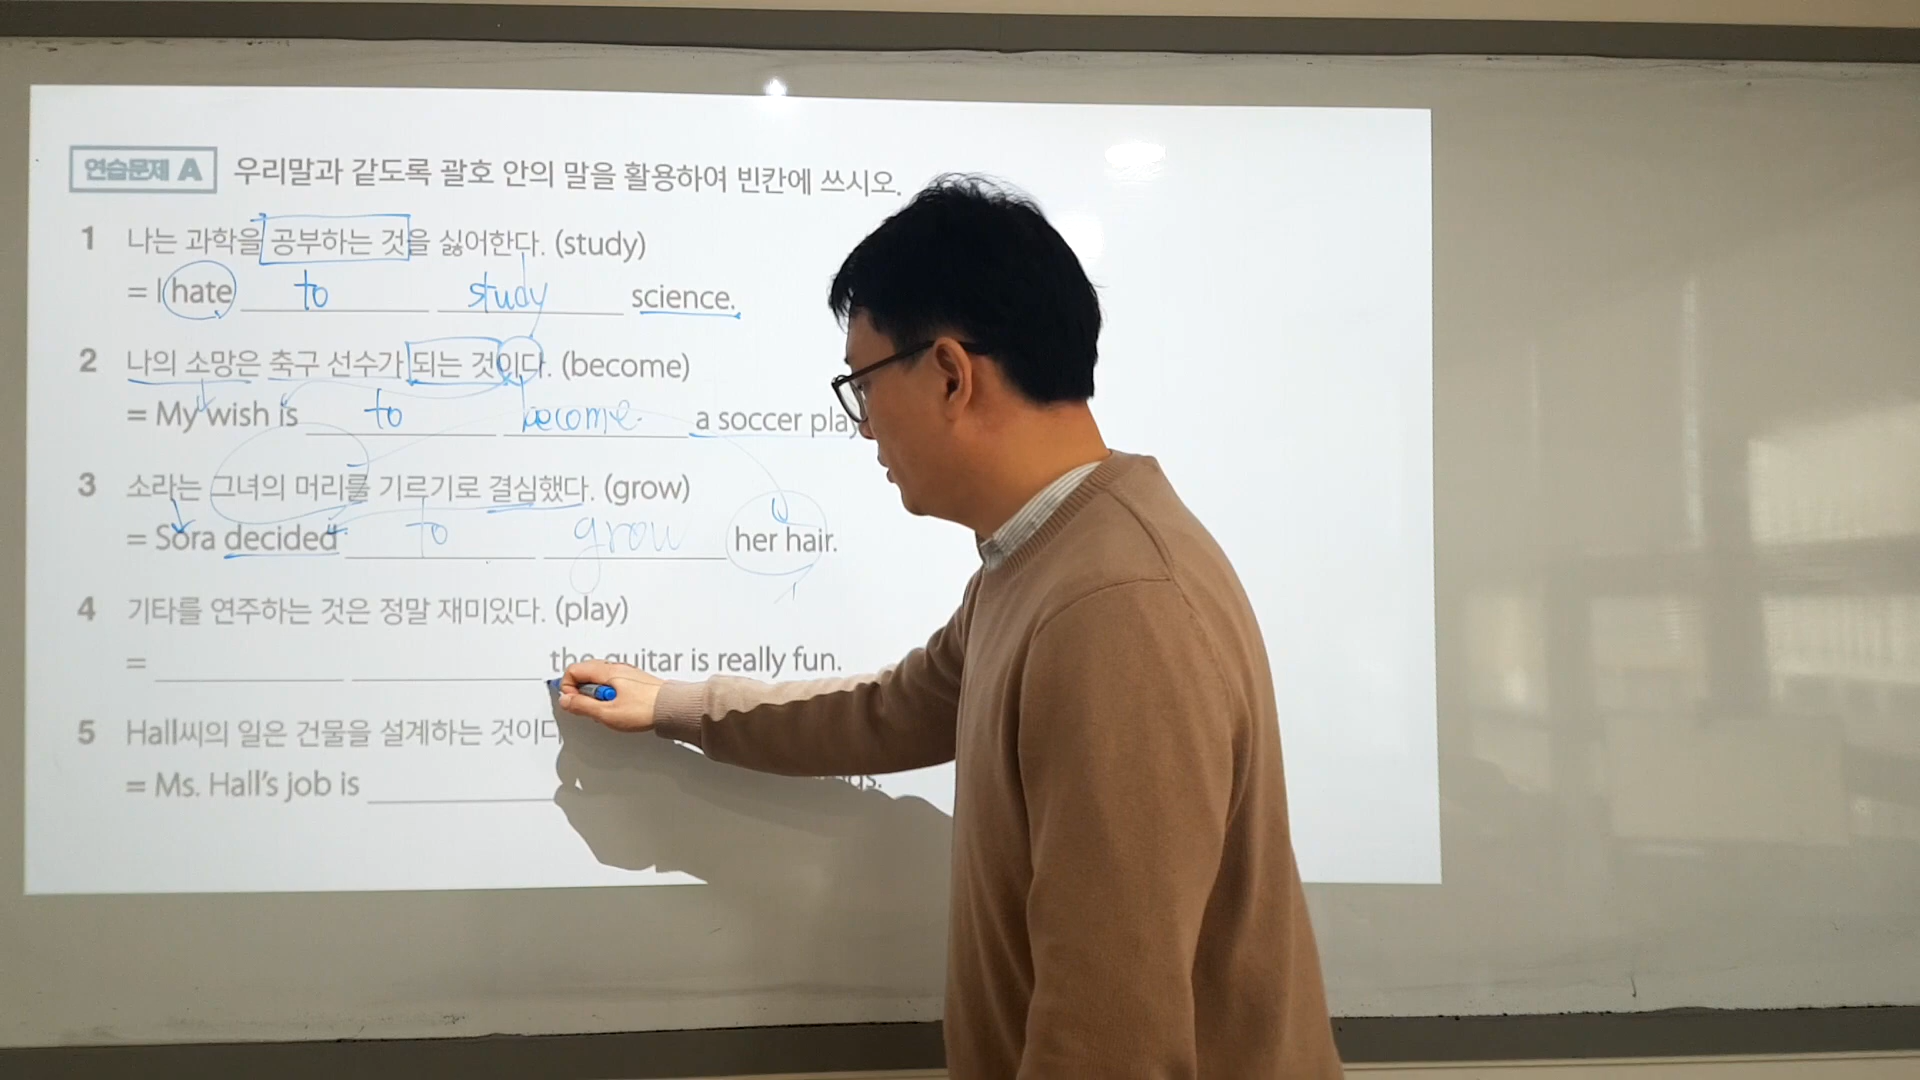 연습문제 A 우리말과 같도록 괄호 안의 말을 활용하여 빈칸에 쓰시오.
1 나는 과학을 공부하는 것을 싫어한다. (study)
= I hate to study science.
2 나의 소망은 축구 선수가 되는 것이다. (become)
= My wish is to become a soccer play
3 소라는 그녀의 머리를 기르기로 결심했다. (grow)
= Sora decided to grow her hair.
4 기타를 연주하는 것은 정말 재미있다. (play)
= the guitar is really fun.
5 Hall씨의 일은 건물을 설계하는 것이다
= Ms. Hall's job is